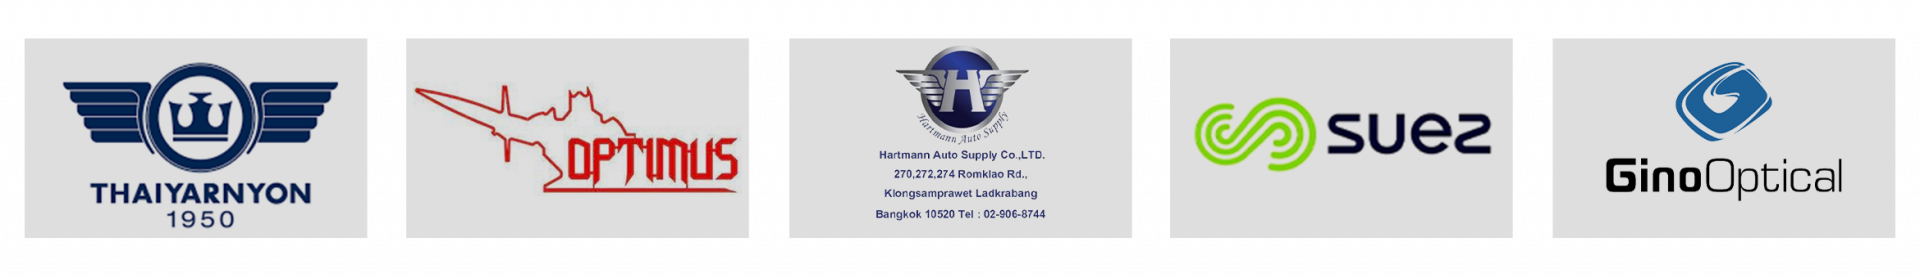 THAIYARNYON
1950
OPTIMUS
H
Hartmann Auto Supply
Hartmann Auto Supply Co.,LTD.
270,272,274 Romklao Rd.,
Klongsamprawet Ladkrabang
Bangkok 10520 Tel : 02-906-8744
suez
G
GinoOptical